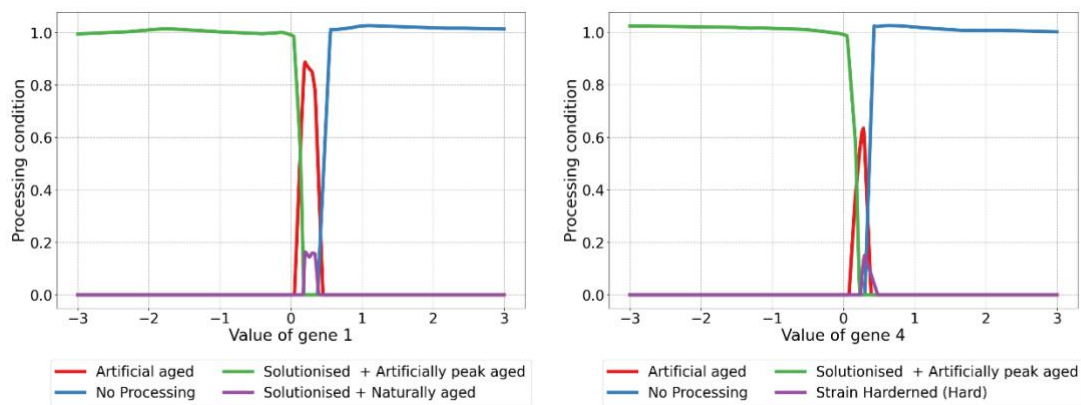 Processing condition
1.0
0.8
0.6
0.4
0.2
0.0
−3 −2 −1 0 1 2 3
Value of gene 1
Artificial aged Solutionised + Artificially peak aged
No Processing Solutionised + Naturally aged
Processing condition
1.0
0.8
0.6
0.4
0.2
0.0
−3 −2 −1 0 1 2 3
Value of gene 4
Artificial aged Solutionised + Artificially peak aged
No Processing Strain Harderned (Hard)